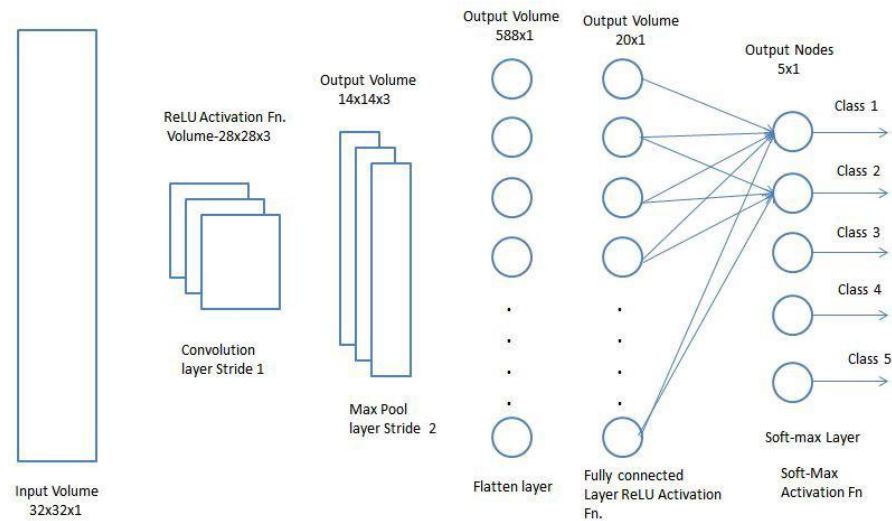 Input Volume
32x32x1
ReLU Activation Fn.
Volume-28x28x3
Convolution
layer Stride 1
Output Volume
14x14x3
Max Pool
layer Stride 2
Output Volume
588x1
Flatten layer
Output Volume
20x1
Fully connected
Layer ReLU Activation
Fn.
Output Nodes
5x1
Class 1
Class 2
Class 3
Class 4
Class 5
Soft-max Layer
Soft-Max
Activation Fn